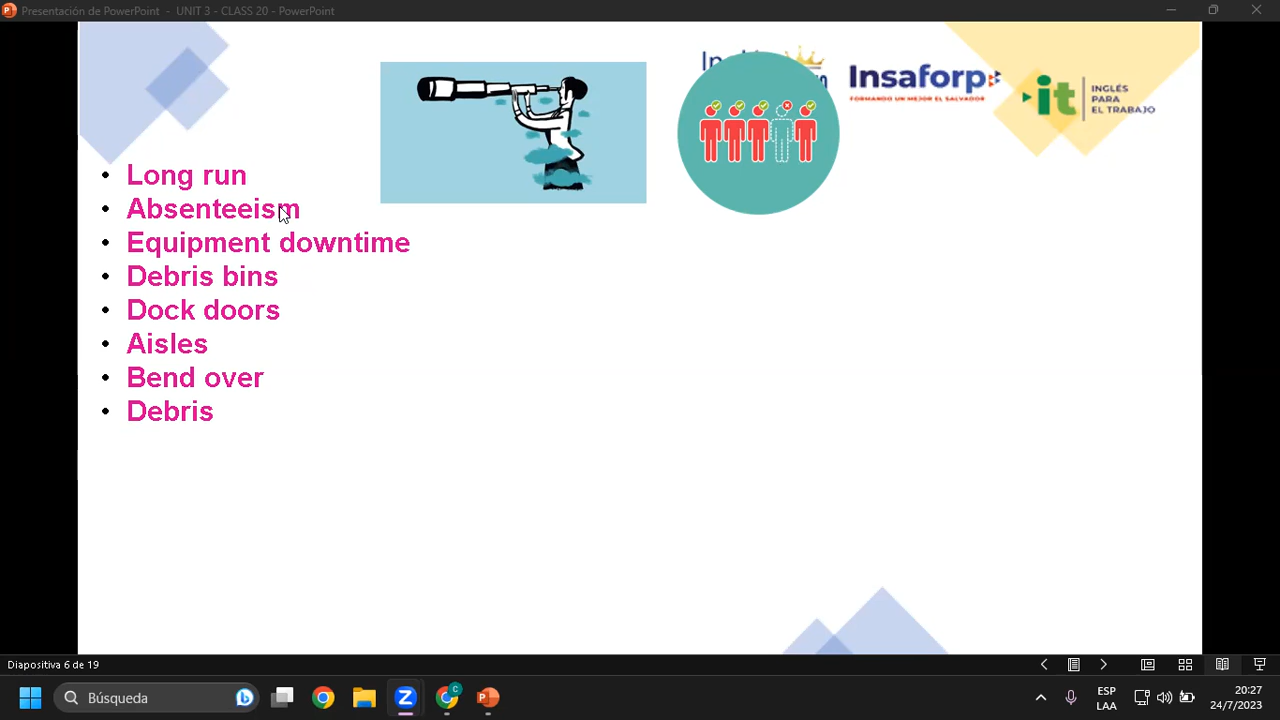 Presentación de PowerPoint - UNIT 3 - CLASS 20 - PowerPoint
Insaforp
FORMANDO UN MEJOR EL SALVADOR
it
INGLÉS
PARA
EL TRABAJO
• Long run
• Absenteeism
• Equipment downtime
• Debris bins
• Dock doors
• Aisles
• Bend over
• Debris
Diapositiva 6 de 19
Búsqueda
ESP
LAA
20:27
24/7/2023